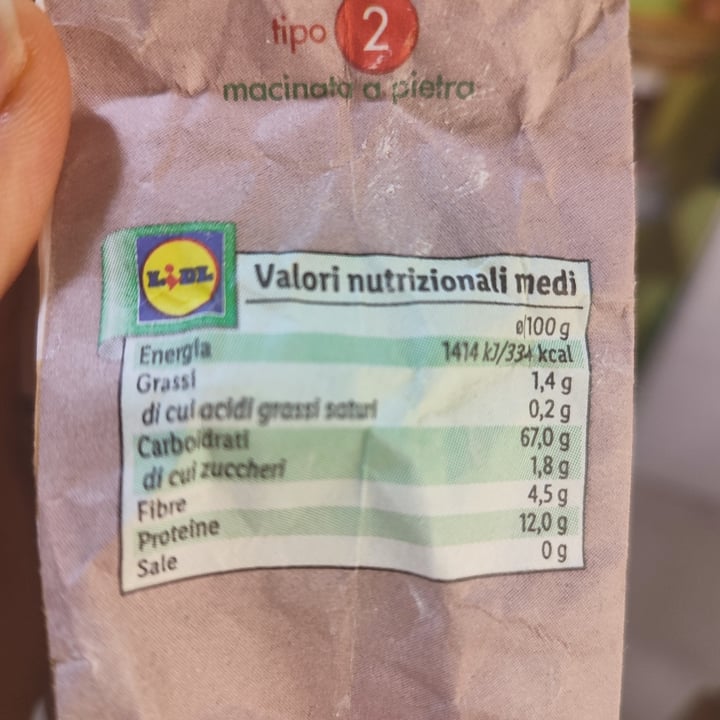 tipo 2
macinato a pietra
LIDL
Valori nutrizionali medi
ø|100 g
Energia 1414 kJ/334 kcal
Grassi 1,4 g
di cui acidi grassi saturi 0,2 g
Carboidrati 67,0 g
di cui zuccheri 1,8 g
Fibre 4,5 g
Proteine 12,0 g
Sale 0 g